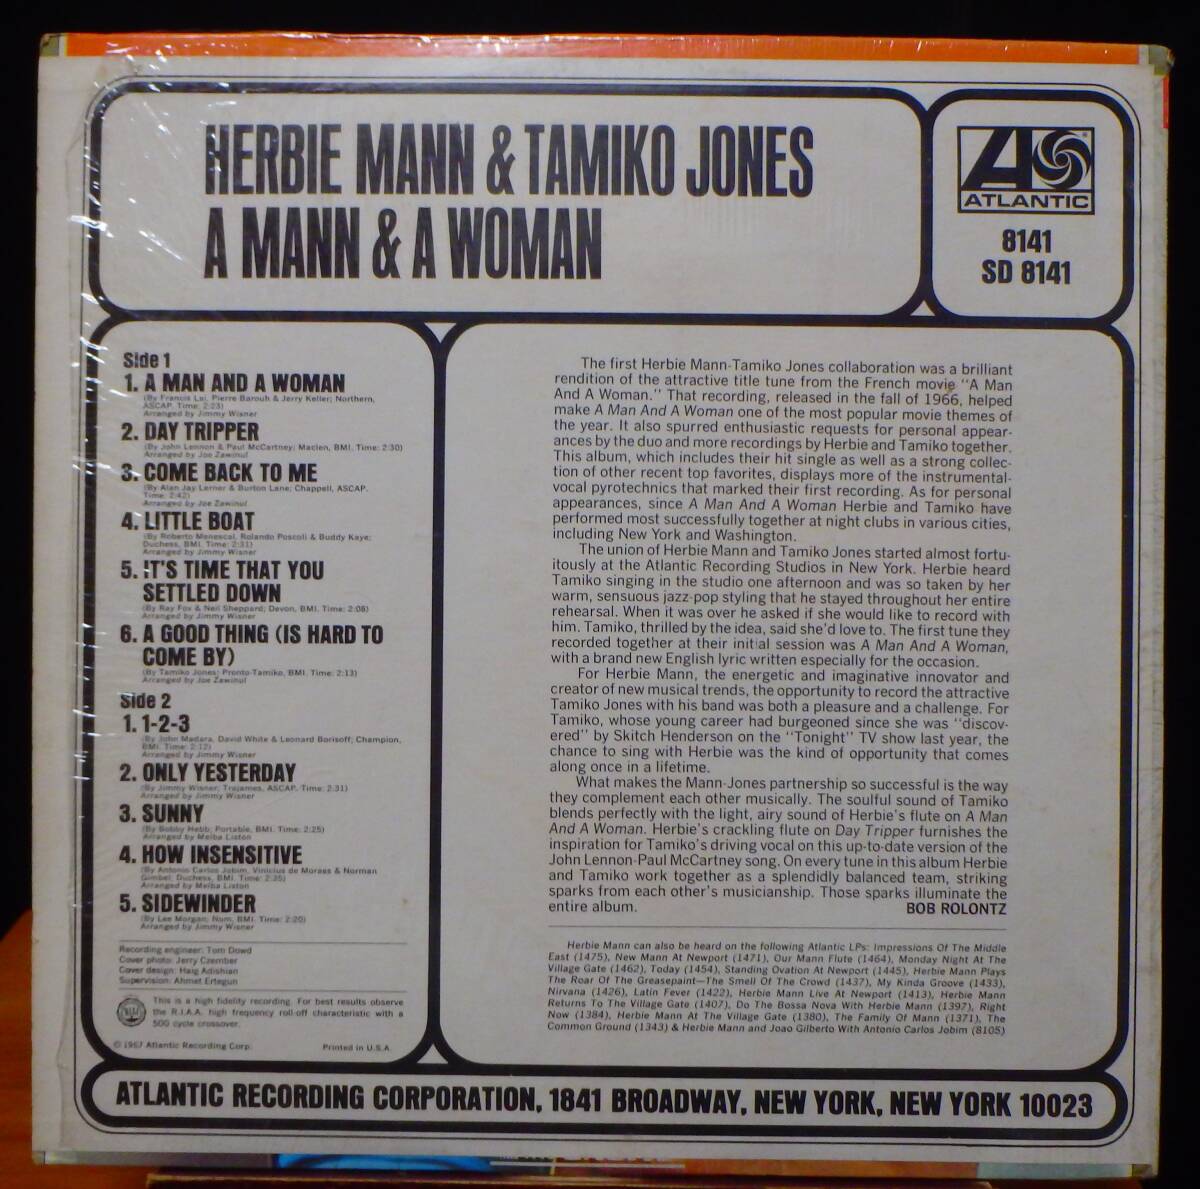 HERBIE MANN & TAMIKO JONES
A MANN & A WOMAN
ATLANTIC
8141
SD 8141
Side 1
1. A MAN AND A WOMAN
(By Francis Lai, Pierre Barouh & Jerry Keller; Northern,
ASCAP. Time: 2:23)
Arranged by Jimmy Wisner
2. DAY TRIPPER
(By John Lennon & Paul McCartney; Maclen, BMI. Time: 2:30)
Arranged by Joe Zawinul
3. COME BACK TO ME
(By Alan Jay Lerner & Burton Lane; Chappell, ASCAP.
Time: 2:42)
Arranged by Joe Zawinul
4. LITTLE BOAT
(By Roberto Menescal, Rolando Poscoli & Buddy Kaye;
Duchess, BMI. Time: 2:31)
Arranged by Jimmy Wisner
5. IT'S TIME THAT YOU
SETTLED DOWN
(By Ray Fox & Neil Sheppard; Devon, BMI. Time: 2:08)
Arranged by Jimmy Wisner
6. A GOOD THING (IS HARD TO
COME BY)
(By Tamiko Jones; Pronto-Tamiko, BMI. Time: 2:13)
Arranged by Joe Zawinul
Side 2
1. 1-2-3
(By John Madara, David White & Leonard Borisoff; Champion,
BMI. Time: 2:12)
Arranged by Jimmy Wisner
2. ONLY YESTERDAY
(By Jimmy Wisner; Trajames, ASCAP. Time: 2:31)
Arranged by Jimmy Wisner
3. SUNNY
(By Bobby Hebb; Portable, BMI. Time: 2:25)
Arranged by Melba Liston
4. HOW INSENSITIVE
(By Antonio Carlos Jobim, Vinicius de Moraes & Norman
Gimbel; Duchess, BMI. Time: 2:35)
Arranged by Melba Liston
5. SIDEWINDER
(By Lee Morgan; Nom, BMI. Time: 2:20)
Arranged by Jimmy Wisner
Recording engineer: Tom Dowd
Cover photo: Jerry Czember
Cover design: Haig Adishian
Supervision: Ahmet Ertegun
This is a high fidelity recording. For best results observe
the R.I.A.A. high frequency roll-off characteristic with a
500 cycle crossover.
© 1967 Atlantic Recording Corp. Printed in U.S.A.
The first Herbie Mann-Tamiko Jones collaboration was a brilliant
rendition of the attractive title tune from the French movie "A Man
And A Woman." That recording, released in the fall of 1966, helped
make A Man And A Woman one of the most popular movie themes of
the year. It also spurred enthusiastic requests for personal appear-
ances by the duo and more recordings by Herbie and Tamiko together.
This album, which includes their hit single as well as a strong collec-
tion of other recent top favorites, displays more of the instrumental-
vocal pyrotechnics that marked their first recording. As for personal
appearances, since A Man And A Woman Herbie and Tamiko have
performed most successfully together at night clubs in various cities,
including New York and Washington.
The union of Herbie Mann and Tamiko Jones started almost fortu-
itously at the Atlantic Recording Studios in New York. Herbie heard
Tamiko singing in the studio one afternoon and was so taken by her
warm, sensuous jazz-pop styling that he stayed throughout her entire
rehearsal. When it was over he asked if she would like to record with
him. Tamiko, thrilled by the idea, said she'd love to. The first tune they
recorded together at their initial session was A Man And A Woman,
with a brand new English lyric written especially for the occasion.
For Herbie Mann, the energetic and imaginative innovator and
creator of new musical trends, the opportunity to record the attractive
Tamiko Jones with his band was both a pleasure and a challenge. For
Tamiko, whose young career had burgeoned since she was "discov-
ered" by Skitch Henderson on the "Tonight" TV show last year, the
chance to sing with Herbie was the kind of opportunity that comes
along once in a lifetime.
What makes the Mann-Jones partnership so successful is the way
they complement each other musically. The soulful sound of Tamiko
blends perfectly with the light, airy sound of Herbie's flute on A Man
And A Woman. Herbie's crackling flute on Day Tripper furnishes the
inspiration for Tamiko's driving vocal on this up-to-date version of the
John Lennon-Paul McCartney song. On every tune in this album Herbie
and Tamiko work together as a splendidly balanced team, striking
sparks from each other's musicianship. Those sparks illuminate the
entire album. BOB ROLONTZ
Herbie Mann can also be heard on the following Atlantic LPs: Impressions Of The Middle
East (1475), New Mann At Newport (1471), Our Mann Flute (1464), Monday Night At The
Village Gate (1462), Today (1454), Standing Ovation At Newport (1445), Herbie Mann Plays
The Roar Of The Greasepaint—The Smell Of The Crowd (1437), My Kinda Groove (1433),
Nirvana (1426), Latin Fever (1422), Herbie Mann Live At Newport (1413), Herbie Mann
Returns To The Village Gate (1407), Do The Bossa Nova With Herbie Mann (1397), Right
Now (1384), Herbie Mann At The Village Gate (1380), The Family Of Mann (1371), The
Common Ground (1343) & Herbie Mann and Joao Gilberto With Antonio Carlos Jobim (8105)
ATLANTIC RECORDING CORPORATION, 1841 BROADWAY, NEW YORK, NEW YORK 10023